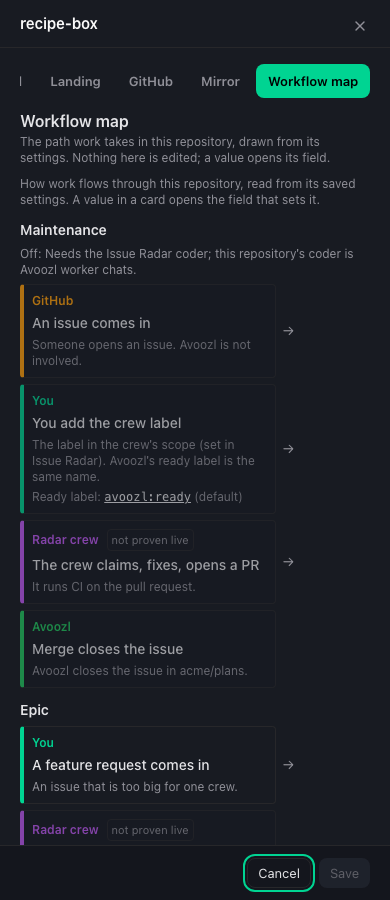 recipe-box
Landing
GitHub
Mirror
Workflow map
Workflow map
The path work takes in this repository, drawn from its
settings. Nothing here is edited; a value opens its field.
How work flows through this repository, read from its saved
settings. A value in a card opens the field that sets it.
Maintenance
Off: Needs the Issue Radar coder; this repository's coder is
Avoozl worker chats.
GitHub
An issue comes in
Someone opens an issue. Avoozl is not
involved.
→
You
You add the crew label
The label in the crew's scope (set in
Issue Radar). Avoozl's ready label is the
same name.
Ready label: avoozl:ready (default)
→
Radar crew not proven live
The crew claims, fixes, opens a PR
It runs CI on the pull request.
→
Avoozl
Merge closes the issue
Avoozl closes the issue in acme/plans.
Epic
You
A feature request comes in
An issue that is too big for one crew.
→
Radar crew not proven live
Cancel
Save